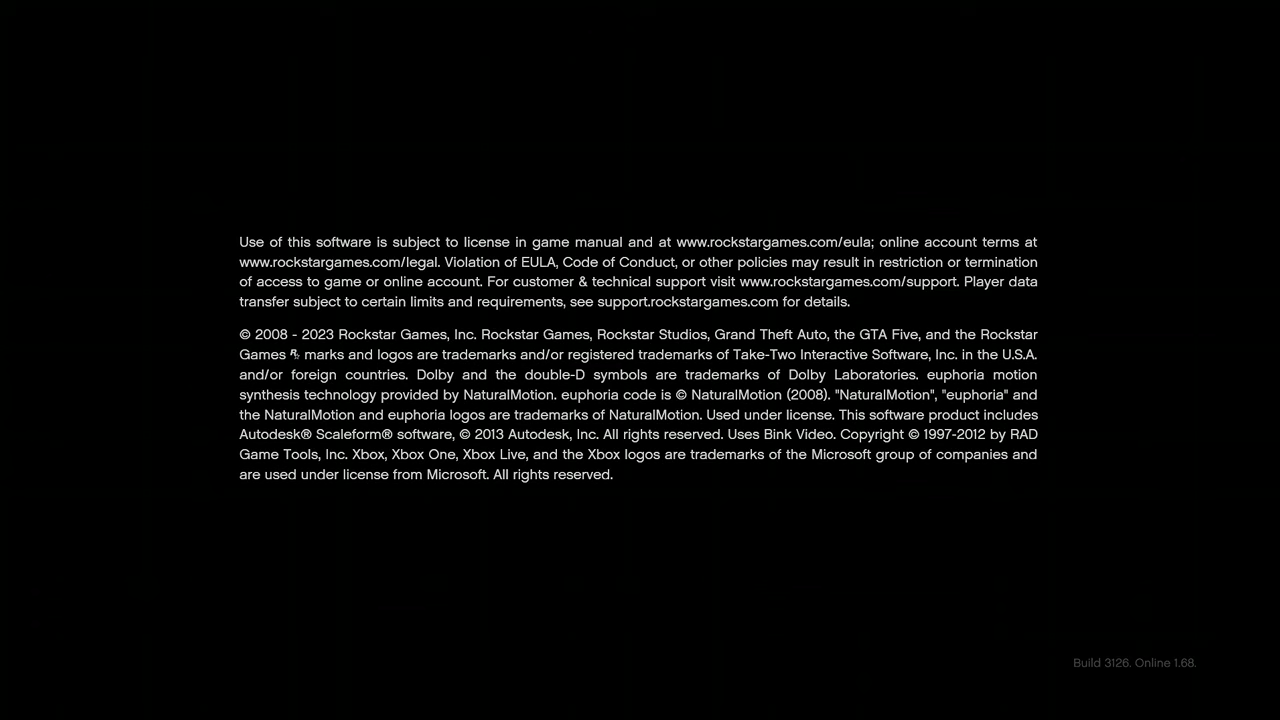 Use of this software is subject to license in game manual and at www.rockstargames.com/eula; online account terms at
www.rockstargames.com/legal. Violation of EULA, Code of Conduct, or other policies may result in restriction or termination
of access to game or online account. For customer & technical support visit www.rockstargames.com/support. Player data
transfer subject to certain limits and requirements, see support.rockstargames.com for details.
© 2008 - 2023 Rockstar Games, Inc. Rockstar Games, Rockstar Studios, Grand Theft Auto, the GTA Five, and the Rockstar
Games R* marks and logos are trademarks and/or registered trademarks of Take-Two Interactive Software, Inc. in the U.S.A.
and/or foreign countries. Dolby and the double-D symbols are trademarks of Dolby Laboratories. euphoria motion
synthesis technology provided by NaturalMotion. euphoria code is © NaturalMotion (2008). "NaturalMotion", "euphoria" and
the NaturalMotion and euphoria logos are trademarks of NaturalMotion. Used under license. This software product includes
Autodesk® Scaleform® software, © 2013 Autodesk, Inc. All rights reserved. Uses Bink Video. Copyright © 1997-2012 by RAD
Game Tools, Inc. Xbox, Xbox One, Xbox Live, and the Xbox logos are trademarks of the Microsoft group of companies and
are used under license from Microsoft. All rights reserved.
Build 3126. Online 1.68.